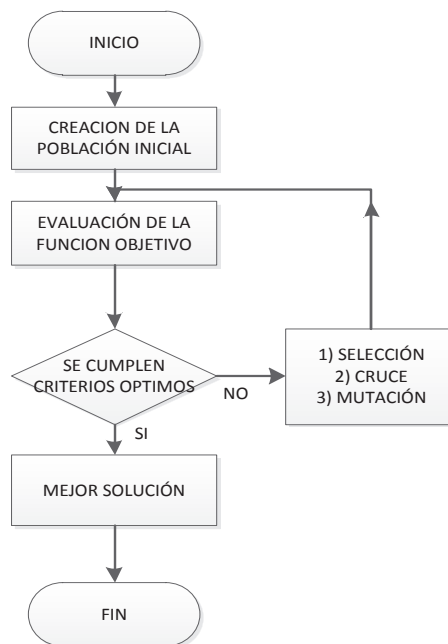 INICIO
CREACION DE LA
POBLACIÓN INICIAL
EVALUACIÓN DE LA
FUNCION OBJETIVO
SE CUMPLEN
CRITERIOS OPTIMOS
NO
1) SELECCIÓN
2) CRUCE
3) MUTACIÓN
SI
MEJOR SOLUCIÓN
FIN